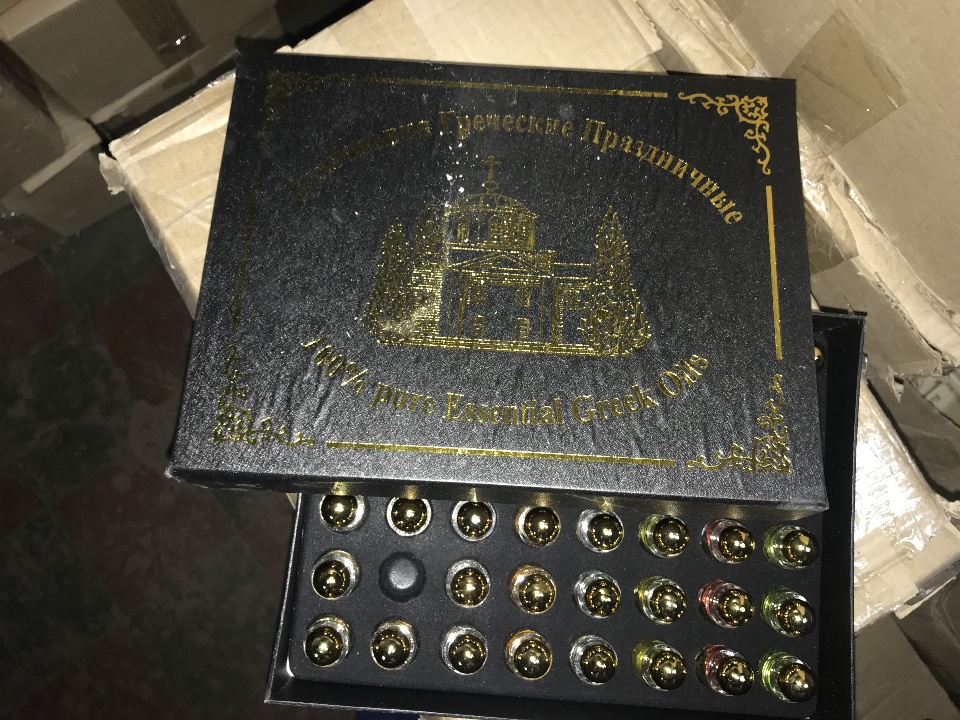 Греческие Праздничные
100% pure Essential Greek Oils